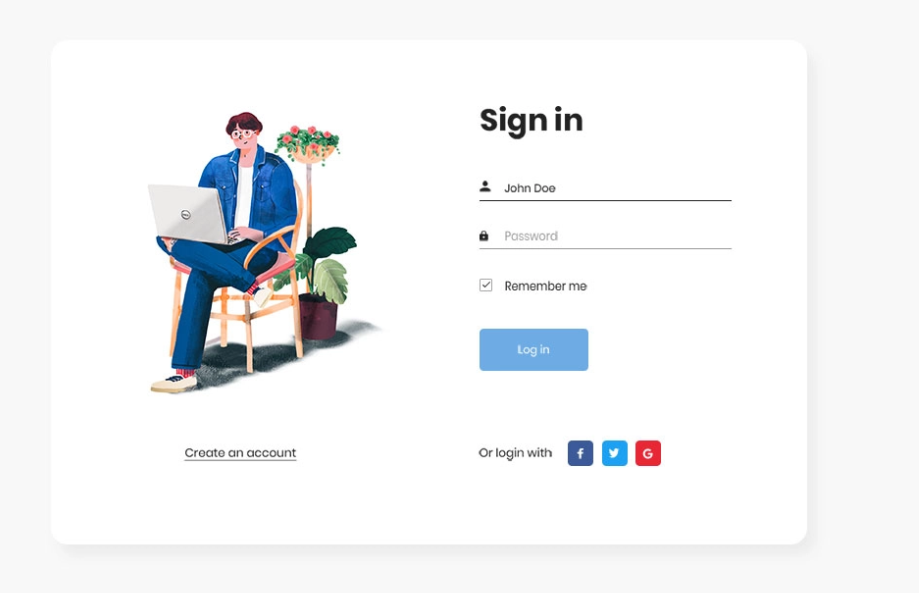 Sign in
John Doe
Password
Remember me
Log in
Create an account
Or login with